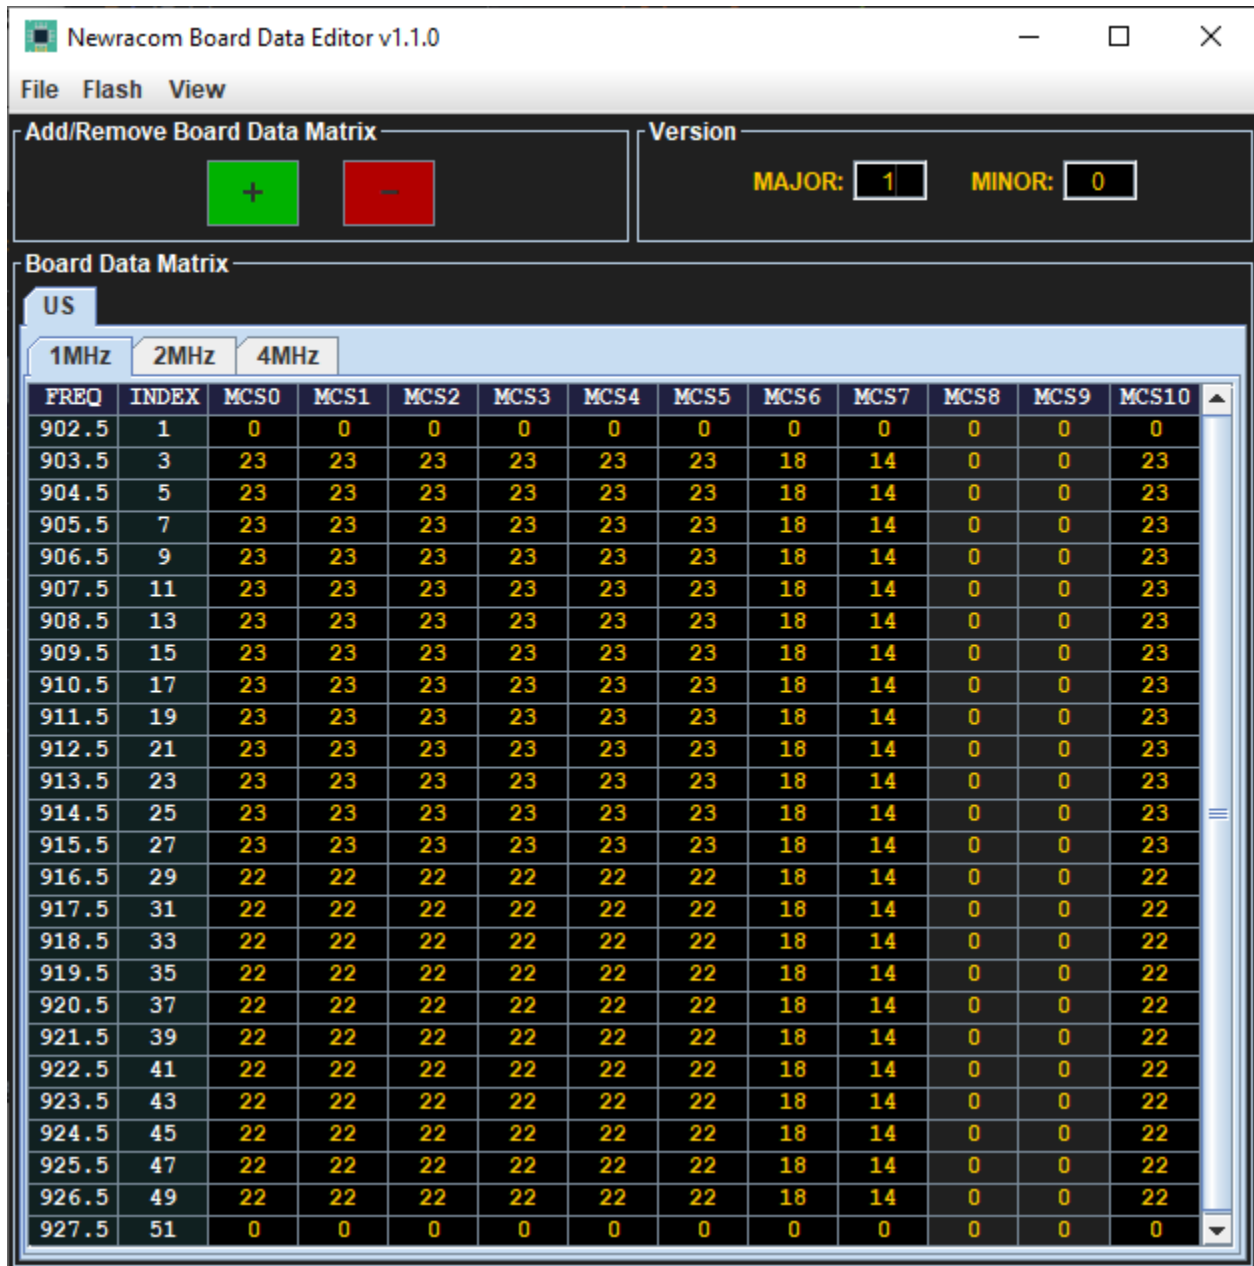 Newracom Board Data Editor v1.1.0
File Flash View
Add/Remove Board Data Matrix
+ -
Version
MAJOR: 1 MINOR: 0
Board Data Matrix
US
1MHz 2MHz 4MHz
FREQ INDEX MCS0 MCS1 MCS2 MCS3 MCS4 MCS5 MCS6 MCS7 MCS8 MCS9 MCS10
902.5 1 0 0 0 0 0 0 0 0 0 0 0
903.5 3 23 23 23 23 23 23 18 14 0 0 23
904.5 5 23 23 23 23 23 23 18 14 0 0 23
905.5 7 23 23 23 23 23 23 18 14 0 0 23
906.5 9 23 23 23 23 23 23 18 14 0 0 23
907.5 11 23 23 23 23 23 23 18 14 0 0 23
908.5 13 23 23 23 23 23 23 18 14 0 0 23
909.5 15 23 23 23 23 23 23 18 14 0 0 23
910.5 17 23 23 23 23 23 23 18 14 0 0 23
911.5 19 23 23 23 23 23 23 18 14 0 0 23
912.5 21 23 23 23 23 23 23 18 14 0 0 23
913.5 23 23 23 23 23 23 23 18 14 0 0 23
914.5 25 23 23 23 23 23 23 18 14 0 0 23
915.5 27 23 23 23 23 23 23 18 14 0 0 23
916.5 29 22 22 22 22 22 22 18 14 0 0 22
917.5 31 22 22 22 22 22 22 18 14 0 0 22
918.5 33 22 22 22 22 22 22 18 14 0 0 22
919.5 35 22 22 22 22 22 22 18 14 0 0 22
920.5 37 22 22 22 22 22 22 18 14 0 0 22
921.5 39 22 22 22 22 22 22 18 14 0 0 22
922.5 41 22 22 22 22 22 22 18 14 0 0 22
923.5 43 22 22 22 22 22 22 18 14 0 0 22
924.5 45 22 22 22 22 22 22 18 14 0 0 22
925.5 47 22 22 22 22 22 22 18 14 0 0 22
926.5 49 22 22 22 22 22 22 18 14 0 0 22
927.5 51 0 0 0 0 0 0 0 0 0 0 0